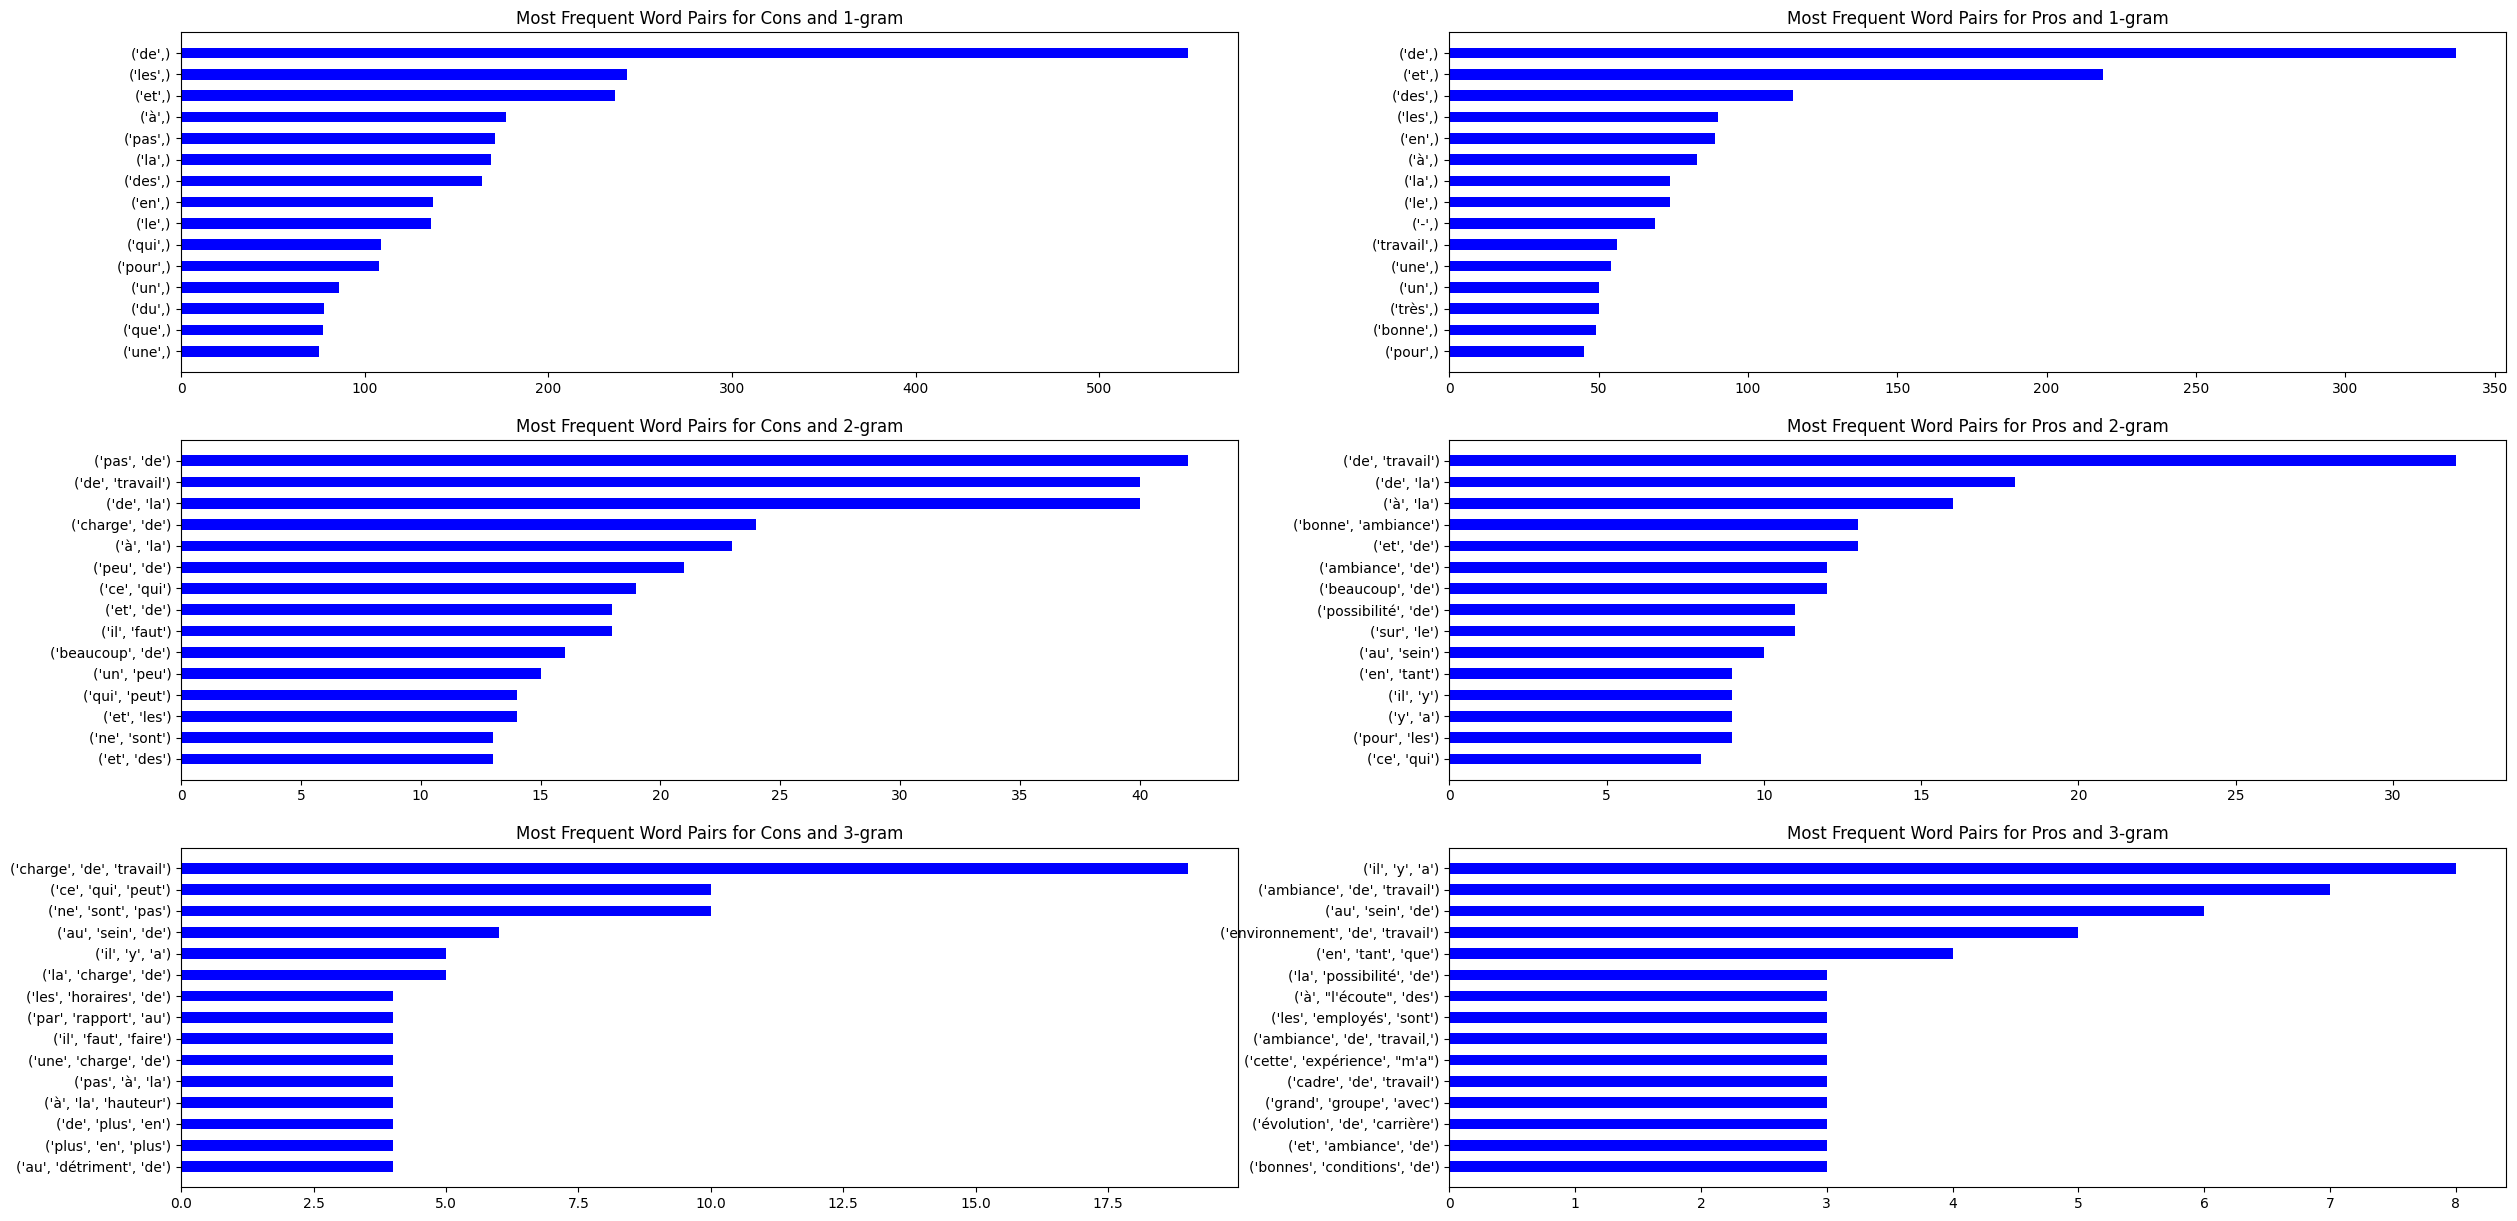 Most Frequent Word Pairs for Cons and 1-gram
('de',)
('les',)
('et',)
('à',)
('pas',)
('la',)
('des',)
('en',)
('le',)
('qui',)
('pour',)
('un',)
('du',)
('que',)
('une',)
0 100 200 300 400 500
Most Frequent Word Pairs for Pros and 1-gram
('de',)
('et',)
('des',)
('les',)
('en',)
('à',)
('la',)
('le',)
('-',)
('travail',)
('une',)
('un',)
('très',)
('bonne',)
('pour',)
0 50 100 150 200 250 300 350
Most Frequent Word Pairs for Cons and 2-gram
('pas', 'de')
('de', 'travail')
('de', 'la')
('charge', 'de')
('à', 'la')
('peu', 'de')
('ce', 'qui')
('et', 'de')
('il', 'faut')
('beaucoup', 'de')
('un', 'peu')
('qui', 'peut')
('et', 'les')
('ne', 'sont')
('et', 'des')
0 5 10 15 20 25 30 35 40
Most Frequent Word Pairs for Pros and 2-gram
('de', 'travail')
('de', 'la')
('à', 'la')
('bonne', 'ambiance')
('et', 'de')
('ambiance', 'de')
('beaucoup', 'de')
('possibilité', 'de')
('sur', 'le')
('au', 'sein')
('en', 'tant')
('il', 'y')
('y', 'a')
('pour', 'les')
('ce', 'qui')
0 5 10 15 20 25 30
Most Frequent Word Pairs for Cons and 3-gram
('charge', 'de', 'travail')
('ce', 'qui', 'peut')
('ne', 'sont', 'pas')
('au', 'sein', 'de')
('il', 'y', 'a')
('la', 'charge', 'de')
('les', 'horaires', 'de')
('par', 'rapport', 'au')
('il', 'faut', 'faire')
('une', 'charge', 'de')
('pas', 'à', 'la')
('à', 'la', 'hauteur')
('de', 'plus', 'en')
('plus', 'en', 'plus')
('au', 'détriment', 'de')
0.0 2.5 5.0 7.5 10.0 12.5 15.0 17.5
Most Frequent Word Pairs for Pros and 3-gram
('il', 'y', 'a')
('ambiance', 'de', 'travail')
('au', 'sein', 'de')
('environnement', 'de', 'travail')
('en', 'tant', 'que')
('la', 'possibilité', 'de')
('à', "l'écoute", 'des')
('les', 'employés', 'sont')
('ambiance', 'de', 'travail,')
('cette', 'expérience', "m'a")
('cadre', 'de', 'travail')
('grand', 'groupe', 'avec')
('évolution', 'de', 'carrière')
('et', 'ambiance', 'de')
('bonnes', 'conditions', 'de')
0 1 2 3 4 5 6 7 8